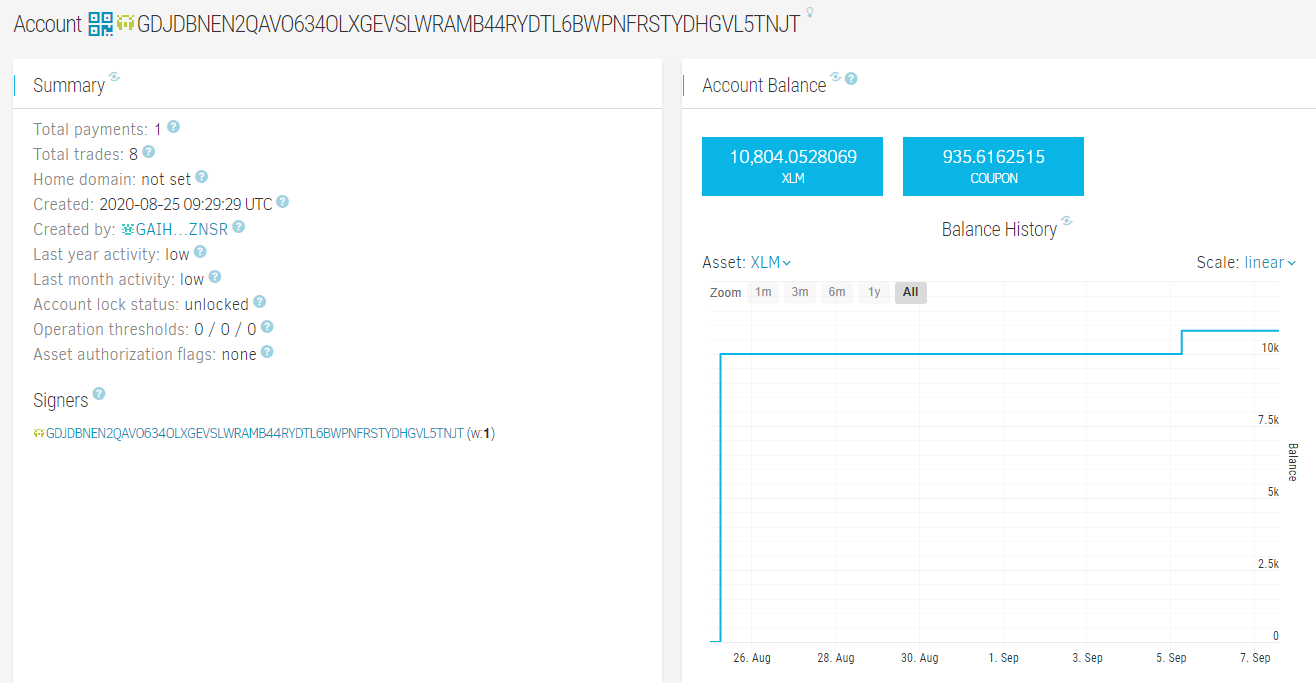 Account GDJDBNEN2QAVO634OLXGEVSLWRAMB44RYDTL6BWPNFRSTYDHGVL5TNJT
Summary
Total payments: 1
Total trades: 8
Home domain: not set
Created: 2020-08-25 09:29:29 UTC
Created by: GAIH...ZNSR
Last year activity: low
Last month activity: low
Account lock status: unlocked
Operation thresholds: 0 / 0 / 0
Asset authorization flags: none
Signers
GDJDBNEN2QAVO634OLXGEVSLWRAMB44RYDTL6BWPNFRSTYDHGVL5TNJT (w:1)
Account Balance
10,804.0528069
XLM
935.6162515
COUPON
Balance History
Asset: XLM
Scale: linear
Zoom 1m 3m 6m 1y All
10k
7.5k
5k
2.5k
0
Balance
26. Aug 28. Aug 30. Aug 1. Sep 3. Sep 5. Sep 7. Sep